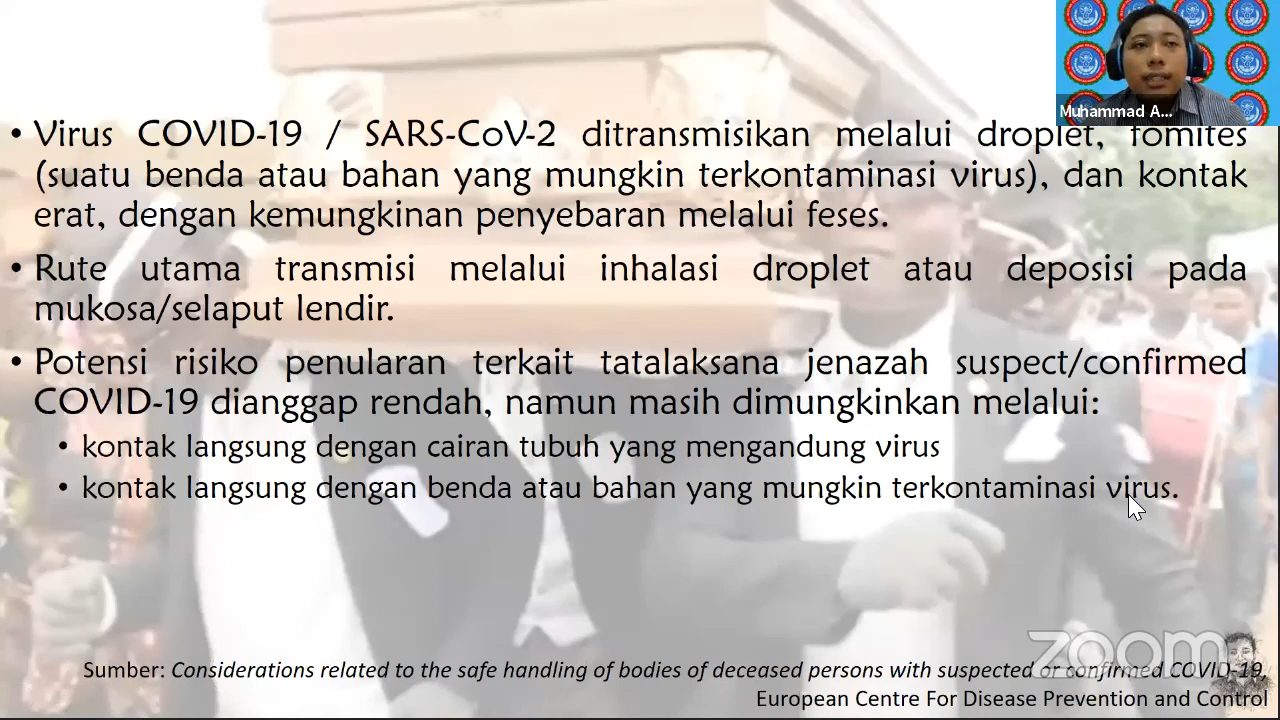 Muhammad A...
• Virus COVID-19 / SARS-CoV-2 ditransmisikan melalui droplet, fomites
(suatu benda atau bahan yang mungkin terkontaminasi virus), dan kontak
erat, dengan kemungkinan penyebaran melalui feses.
• Rute utama transmisi melalui inhalasi droplet atau deposisi pada
mukosa/selaput lendir.
• Potensi risiko penularan terkait tatalaksana jenazah suspect/confirmed
COVID-19 dianggap rendah, namun masih dimungkinkan melalui:
• kontak langsung dengan cairan tubuh yang mengandung virus
• kontak langsung dengan benda atau bahan yang mungkin terkontaminasi virus.
zoom
Sumber: Considerations related to the safe handling of bodies of deceased persons with suspected or confirmed COVID-19,
European Centre For Disease Prevention and Control